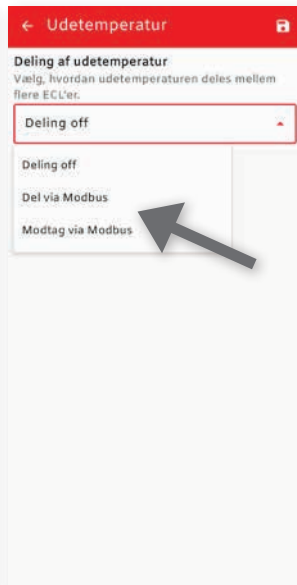 Udetemperatur
Deling af udetemperatur
Vælg, hvordan udetemperaturen deles mellem
flere ECL'er.
Deling off
Deling off
Del via Modbus
Modtag via Modbus